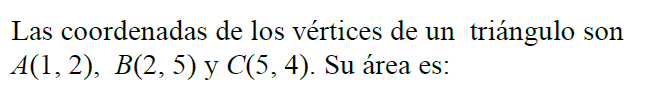 Las coordenadas de los vértices de un triángulo son
A(1, 2), B(2, 5) y C(5, 4). Su área es: